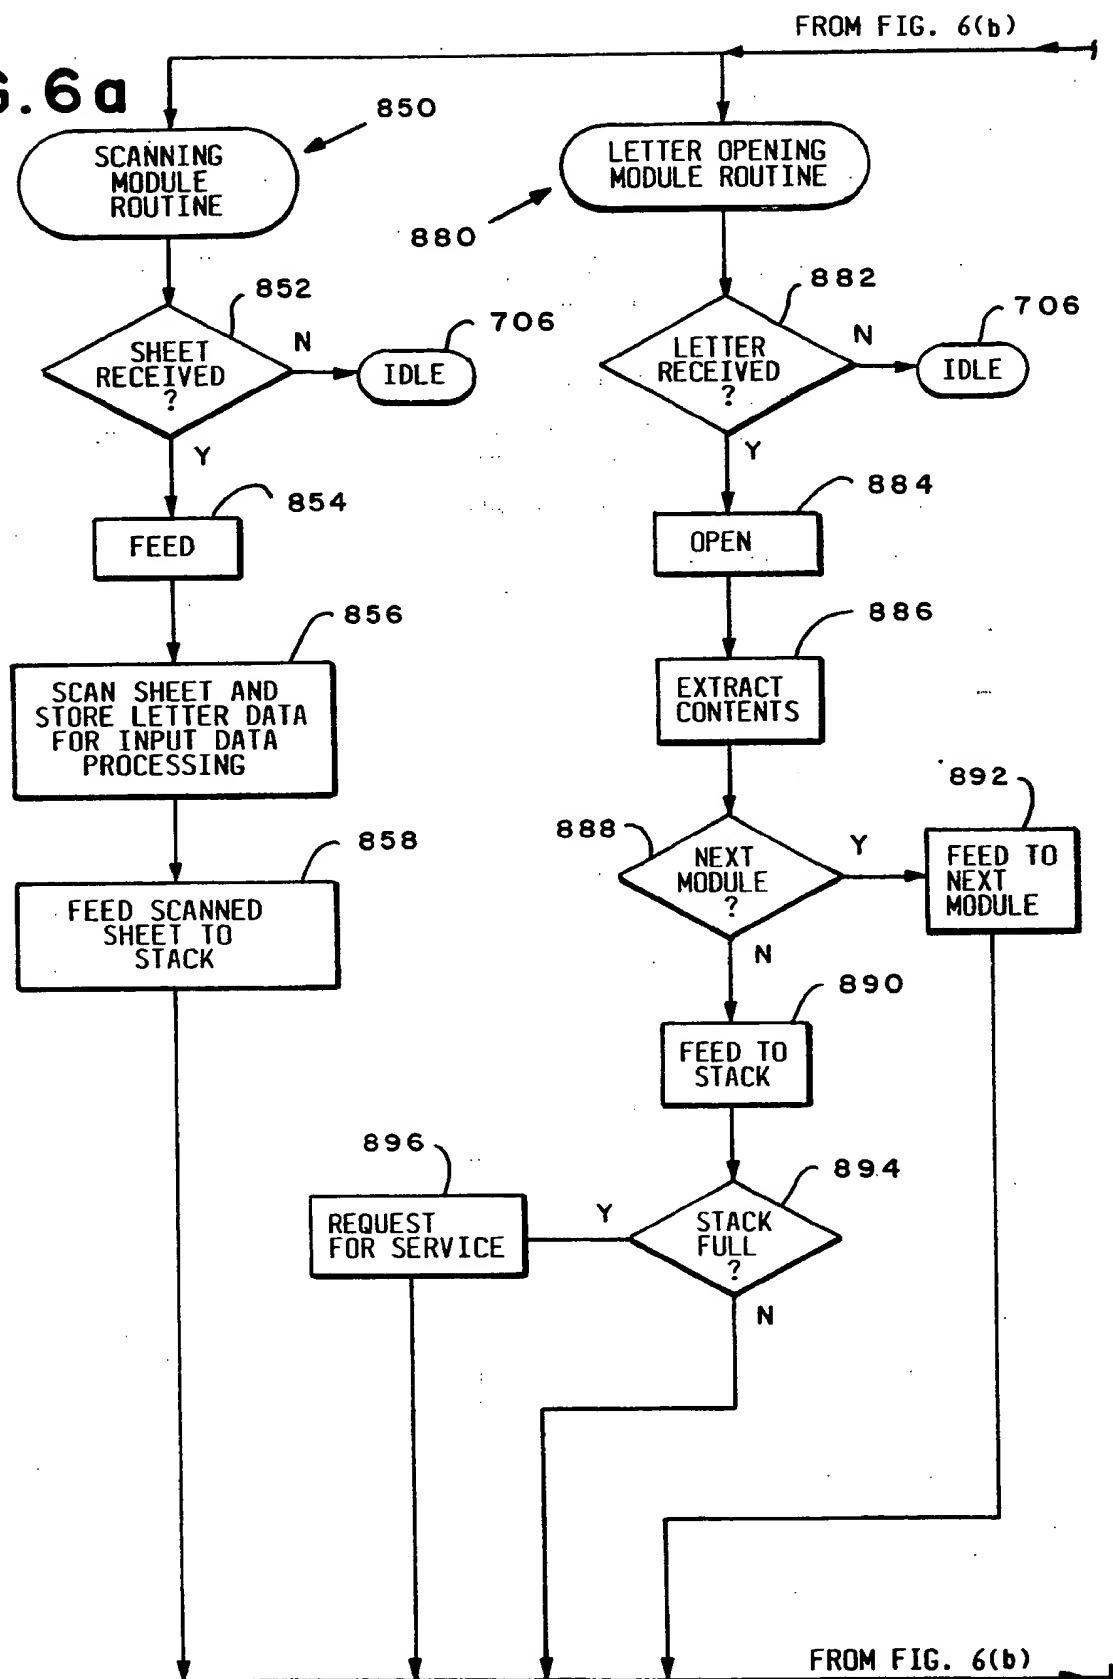 FROM FIG. 6(b)
G.6a
850
SCANNING
MODULE
ROUTINE
LETTER OPENING
MODULE ROUTINE
880
852
SHEET
RECEIVED
?
N
706
IDLE
Y
882
LETTER
RECEIVED
?
N
706
IDLE
Y
854
FEED
884
OPEN
856
SCAN SHEET AND
STORE LETTER DATA
FOR INPUT DATA
PROCESSING
886
EXTRACT
CONTENTS
858
FEED SCANNED
SHEET TO
STACK
888
NEXT
MODULE
?
Y
892
FEED TO
NEXT
MODULE
N
890
FEED TO
STACK
896
REQUEST
FOR SERVICE
Y
894
STACK
FULL
?
N
FROM FIG. 6(b)